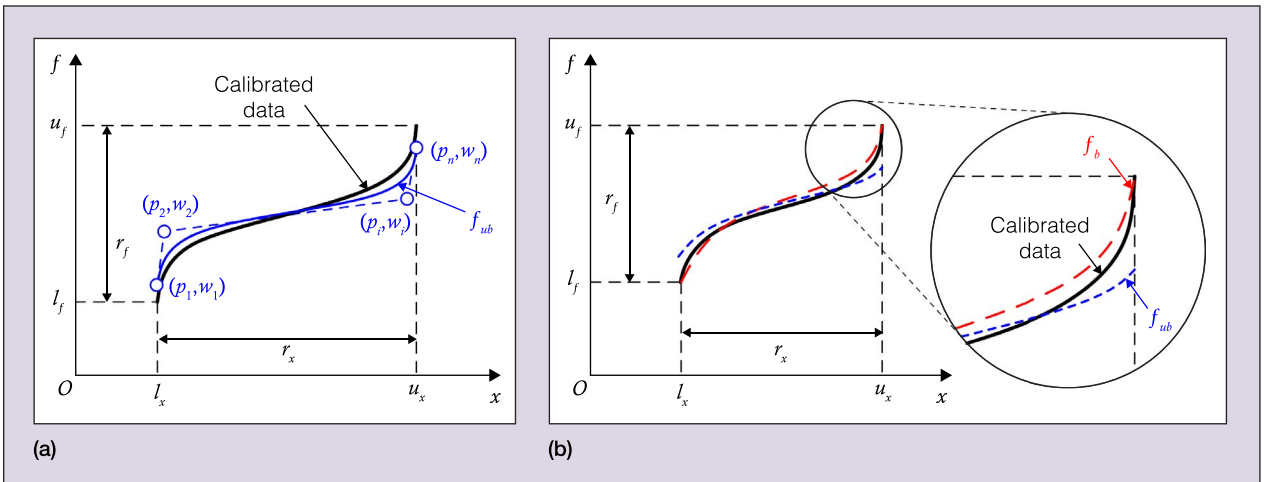 f
Calibrated
data
u_f
(p_n,w_n)
(p_2,w_2)
(p_i,w_i)
f_ub
r_f
(p_1,w_1)
l_f
r_x
O
l_x
u_x
x
(a)
f
u_f
f_b
r_f
Calibrated
data
l_f
f_ub
r_x
O
l_x
u_x
x
(b)